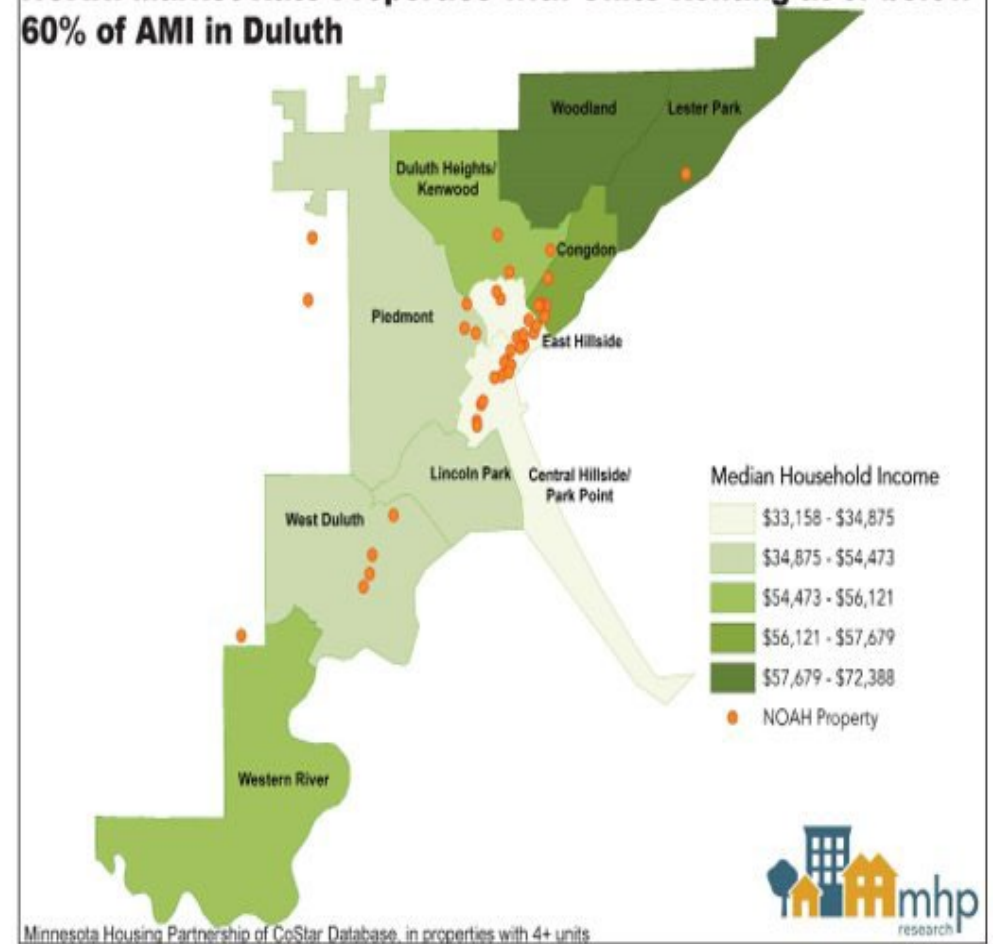 60% of AMI in Duluth
Woodland
Lester Park
Duluth Heights/
Kenwood
Congdon
Piedmont
East Hillside
Lincoln Park
Central Hillside/
Park Point
West Duluth
Western River
Median Household Income
$33,158 - $34,875
$34,875 - $54,473
$54,473 - $56,121
$56,121 - $57,679
$57,679 - $72,388
NOAH Property
mhp
research
Minnesota Housing Partnership of CoStar Database, in properties with 4+ units